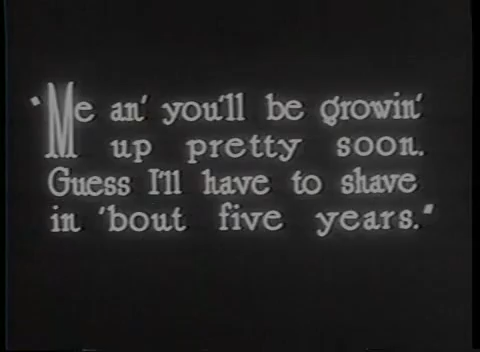 "Me an' you'll be growin'
up pretty soon.
Guess I'll have to shave
in 'bout five years."